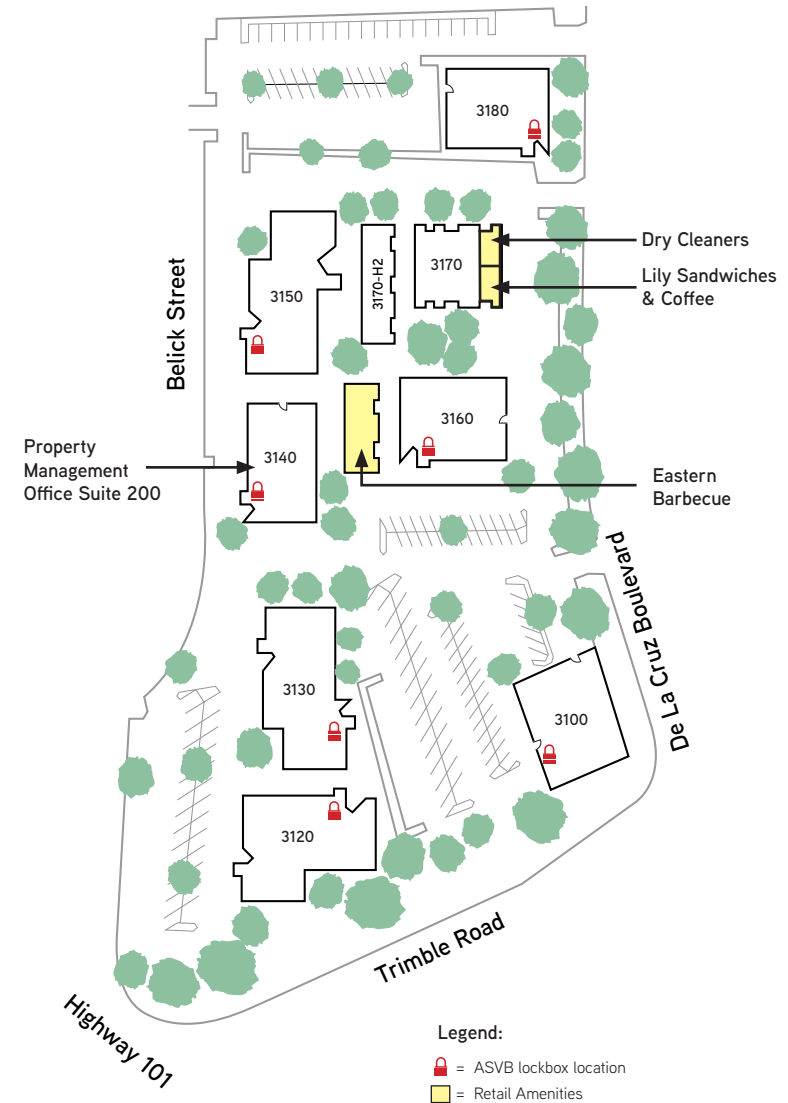 3180
Dry Cleaners
3170
3170-H2
Lily Sandwiches
& Coffee
3150
Belick Street
3160
3140
Property
Management
Office Suite 200
Eastern
Barbecue
De La Cruz Boulevard
3130
3100
3120
Trimble Road
Highway 101
Legend:
= ASVB lockbox location
= Retail Amenities